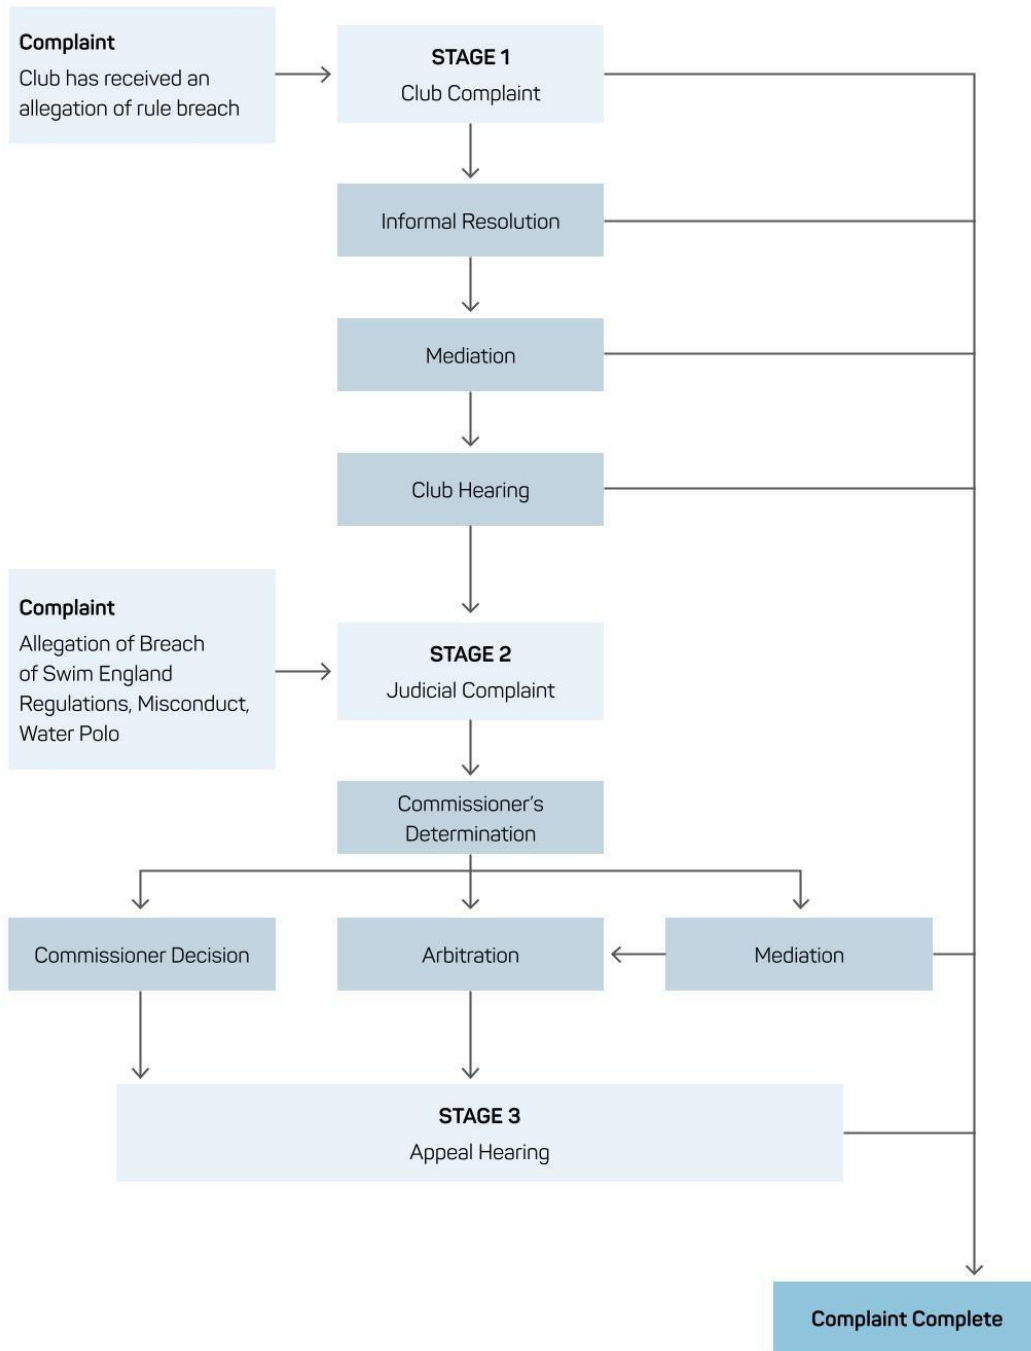 Complaint
Club has received an
allegation of rule breach
STAGE 1
Club Complaint
Informal Resolution
Mediation
Club Hearing
Complaint
Allegation of Breach
of Swim England
Regulations, Misconduct,
Water Polo
STAGE 2
Judicial Complaint
Commissioner’s
Determination
Commissioner Decision
Arbitration
Mediation
STAGE 3
Appeal Hearing
Complaint Complete